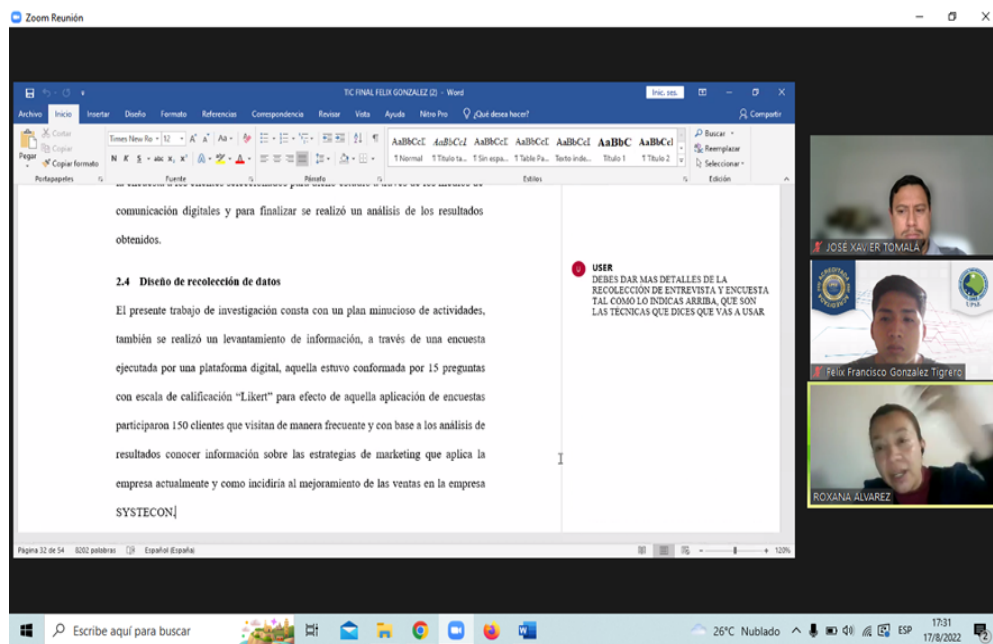 Zoom Reunión
TIC FINAL FELIX GONZALEZ (2) - Word
Inic. ses.
Archivo Inicio Insertar Diseño Formato Referencias Correspondencia Revisar Vista Ayuda Nitro Pro ¿Qué desea hacer? Compartir
Cortar
Copiar
Pegar
Copiar formato
Portapapeles
Times New Ro 12
N K S abc x, x²
Fuente
Párrafo
AaBbCcI AaBbCcI AaBbCcI AaBbCcI AaBbCcI AaBbC AaBbCcI
¶ Normal ¶ Título ta... ¶ Sin espa... ¶ Table Pa... Texto inde... Título 1 ¶ Título 2
Estilos
Buscar
Reemplazar
Seleccionar
Edición
comunicación digitales y para finalizar se realizó un análisis de los resultados
obtenidos.
2.4 Diseño de recolección de datos
El presente trabajo de investigación consta con un plan minucioso de actividades,
también se realizó un levantamiento de información, a través de una encuesta
ejecutada por una plataforma digital, aquella estuvo conformada por 15 preguntas
con escala de calificación “Likert” para efecto de aquella aplicación de encuestas
participaron 150 clientes que visitan de manera frecuente y con base a los análisis de
resultados conocer información sobre las estrategias de marketing que aplica la
empresa actualmente y como incidiría al mejoramiento de las ventas en la empresa
SYSTECON.
USER
DEBES DAR MAS DETALLES DE LA
RECOLECCIÓN DE ENTREVISTA Y ENCUESTA
TAL COMO LO INDICAS ARRIBA, QUE SON
LAS TÉCNICAS QUE DICES QUE VAS A USAR
Página 32 de 54 8202 palabras Español (España)
120%
JOSÉ XAVIER TOMALÁ
ACREDITADA
UPSE
Felix Francisco Gonzalez Tigrero
ROXANA ALVAREZ
Escribe aquí para buscar
26°C Nublado
ESP
17:31
17/8/2022
2